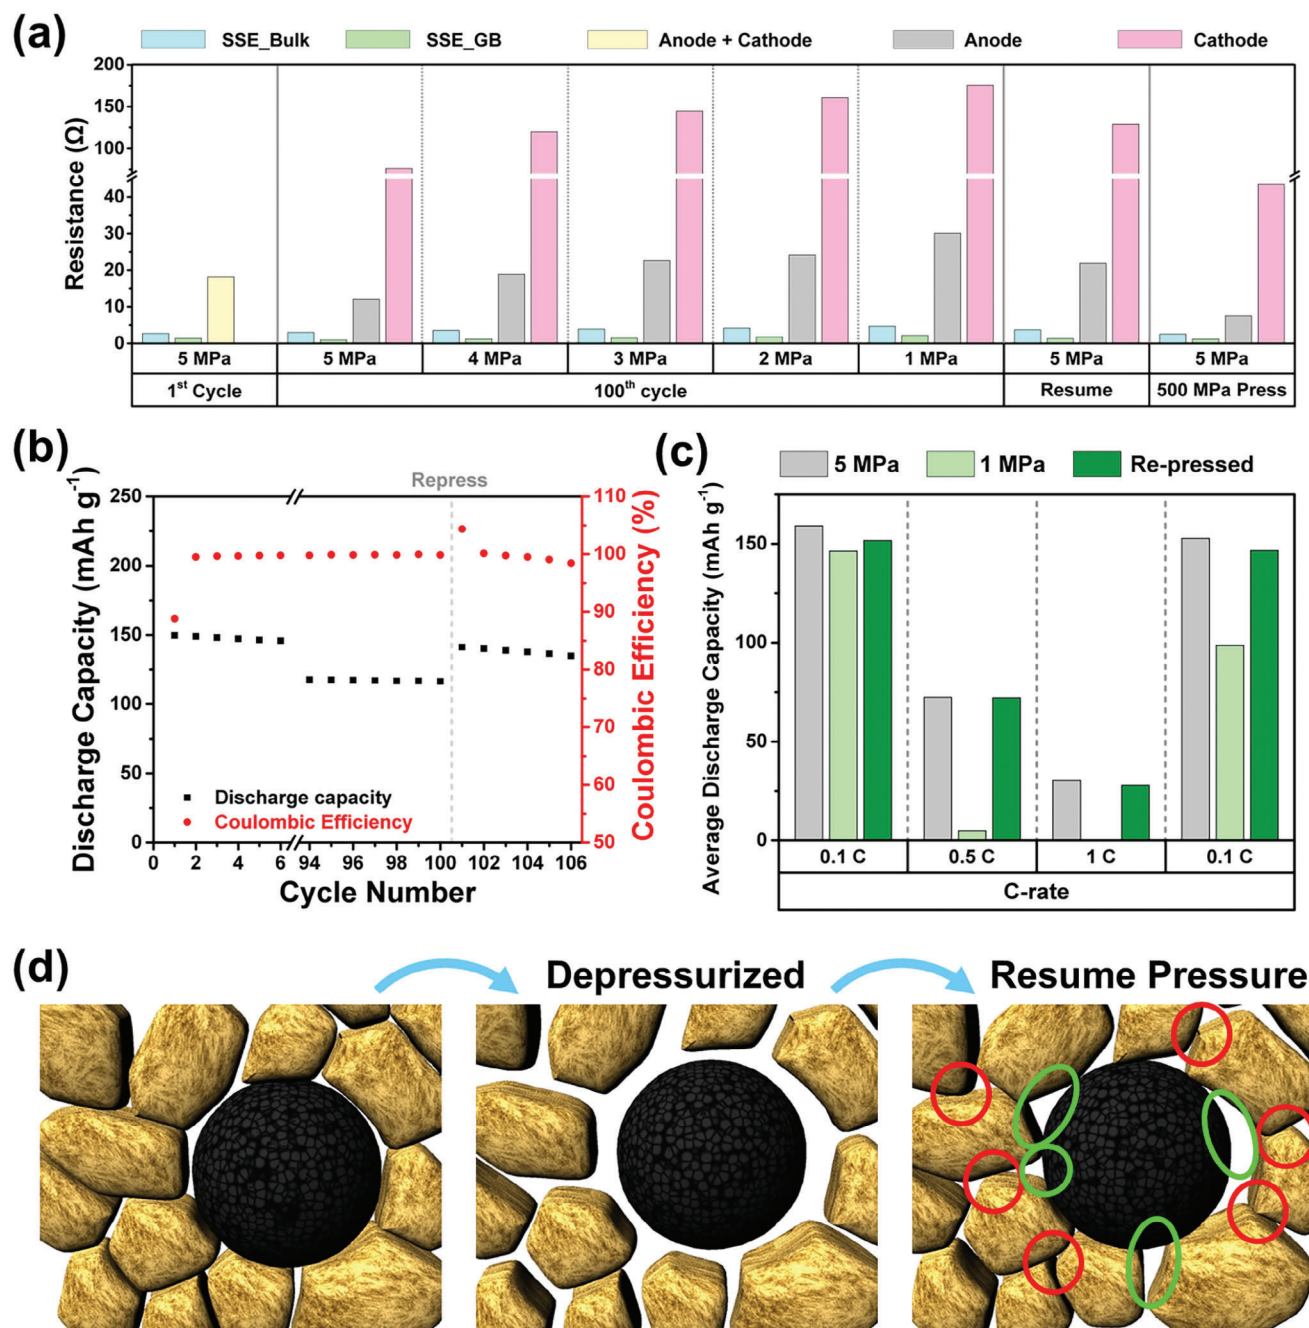 (a)
SSE_Bulk SSE_GB Anode + Cathode Anode Cathode
Resistance (Ω)
200
150
100
40
30
20
10
0
5 MPa 5 MPa 4 MPa 3 MPa 2 MPa 1 MPa 5 MPa 5 MPa
1st Cycle 100th cycle Resume 500 MPa Press
(b)
Repress
Discharge Capacity (mAh g-1)
250
200
150
100
50
0
Coulombic Efficiency (%)
110
100
90
80
70
60
50
Discharge capacity
Coulombic Efficiency
0 2 4 6 94 96 98 100 102 104 106
Cycle Number
(c)
5 MPa 1 MPa Re-pressed
Average Discharge Capacity (mAh g-1)
150
100
50
0
0.1 C 0.5 C 1 C 0.1 C
C-rate
(d)
Depressurized Resume Pressure